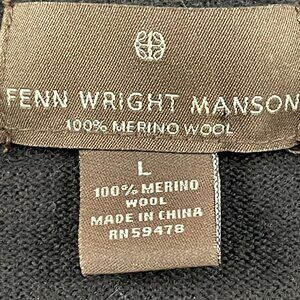 FENN WRIGHT MANSON
100% MERINO WOOL
L
100% MERINO
WOOL
MADE IN CHINA
RN59478